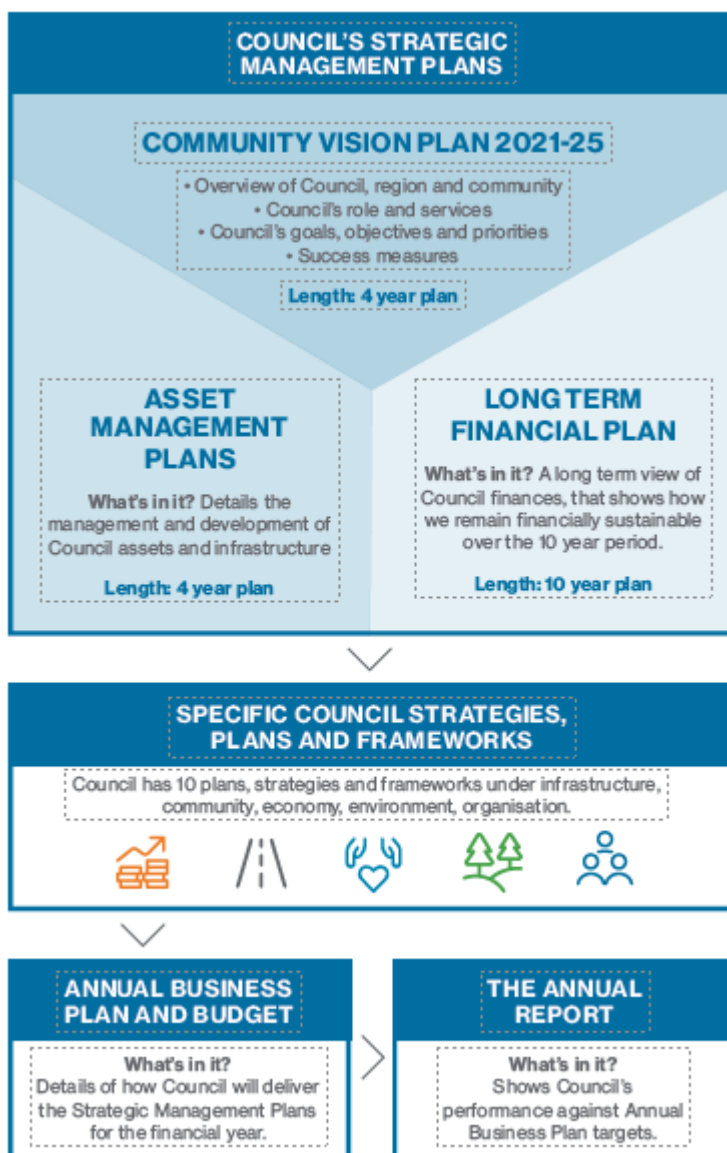 COUNCIL'S STRATEGIC
MANAGEMENT PLANS
COMMUNITY VISION PLAN 2021-25
• Overview of Council, region and community
• Council's role and services
• Council's goals, objectives and priorities
• Success measures
Length: 4 year plan
ASSET
MANAGEMENT
PLANS
What's in it? Details the
management and development of
Council assets and infrastructure
Length: 4 year plan
LONG TERM
FINANCIAL PLAN
What's in it? A long term view of
Council finances, that shows how
we remain financially sustainable
over the 10 year period.
Length: 10 year plan
SPECIFIC COUNCIL STRATEGIES,
PLANS AND FRAMEWORKS
Council has 10 plans, strategies and frameworks under infrastructure,
community, economy, environment, organisation.
ANNUAL BUSINESS
PLAN AND BUDGET
What's in it?
Details of how Council will deliver
the Strategic Management Plans
for the financial year.
THE ANNUAL
REPORT
What's in it?
Shows Council's
performance against Annual
Business Plan targets.